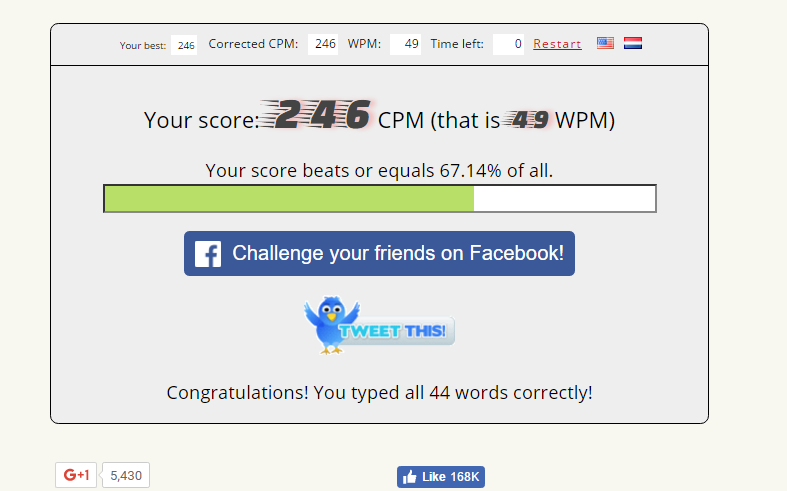 Your best: 246 Corrected CPM: 246 WPM: 49 Time left: 0 Restart
Your score: 246 CPM (that is 49 WPM)
Your score beats or equals 67.14% of all.
Challenge your friends on Facebook!
TWEET THIS!
Congratulations! You typed all 44 words correctly!
G+1 5,430 Like 168K